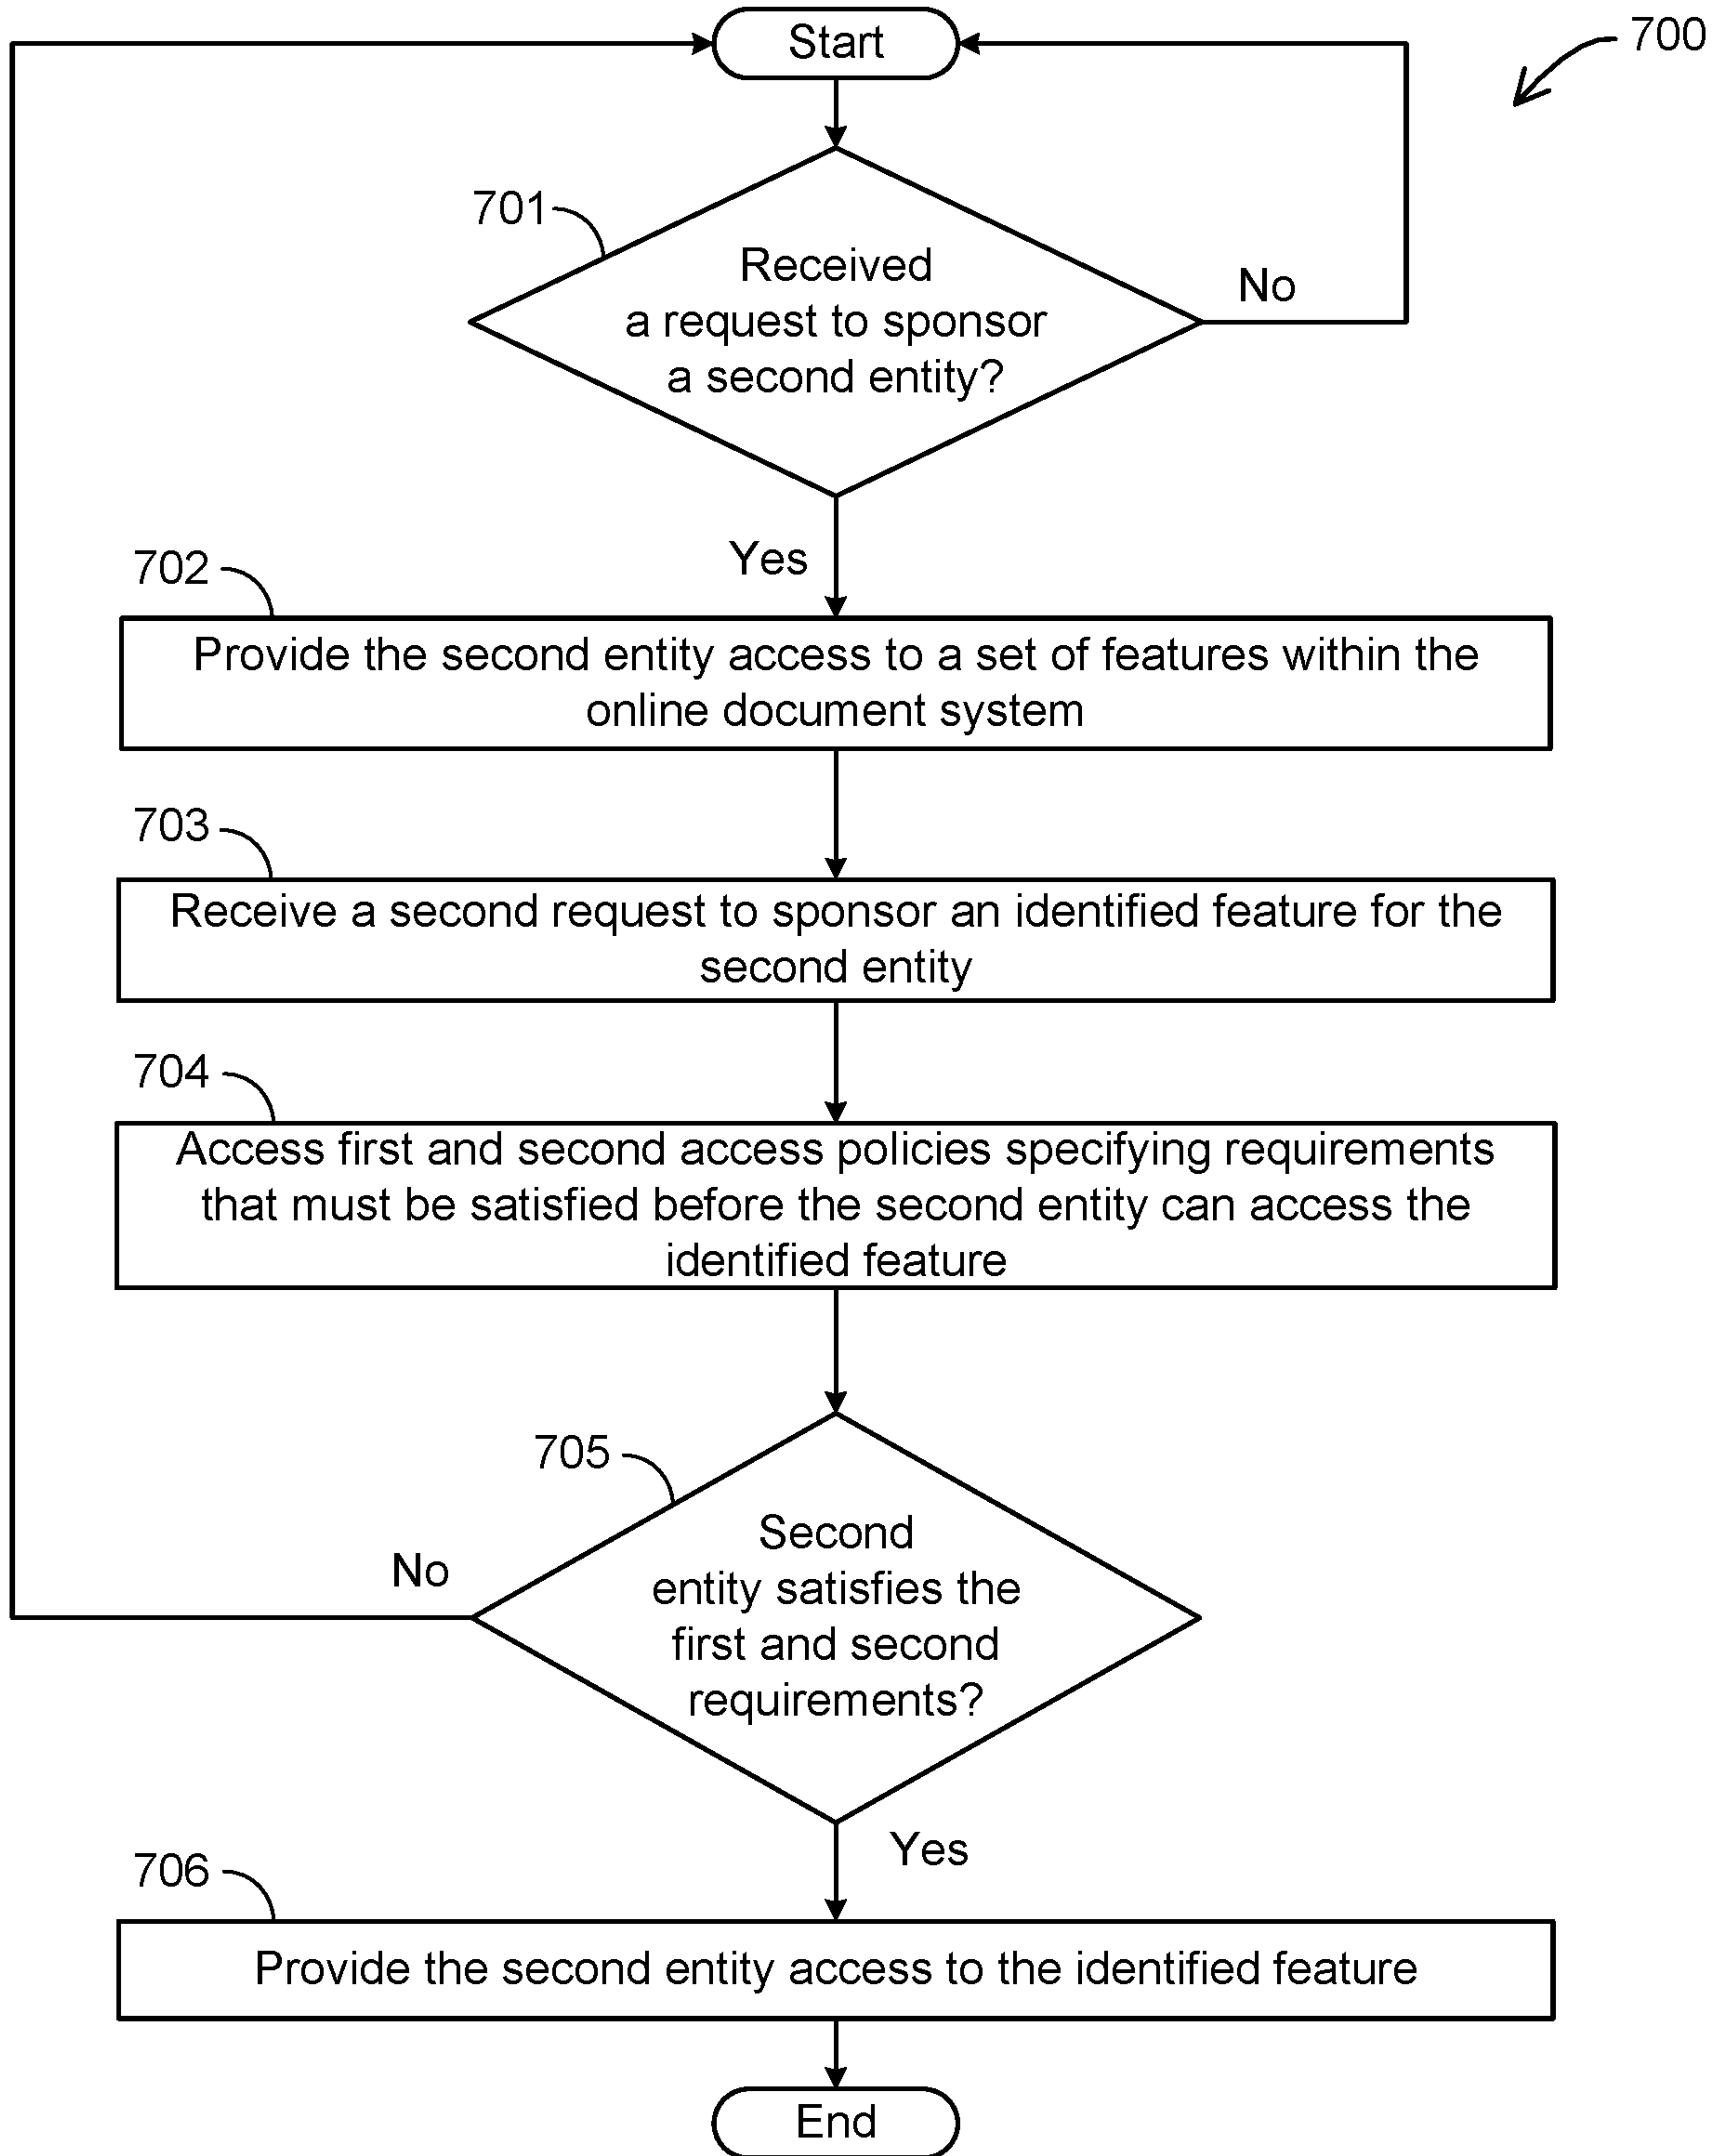 Start
700
701
Received
a request to sponsor
a second entity?
No
Yes
702
Provide the second entity access to a set of features within the
online document system
703
Receive a second request to sponsor an identified feature for the
second entity
704
Access first and second access policies specifying requirements
that must be satisfied before the second entity can access the
identified feature
705
Second
entity satisfies the
first and second
requirements?
No
Yes
706
Provide the second entity access to the identified feature
End